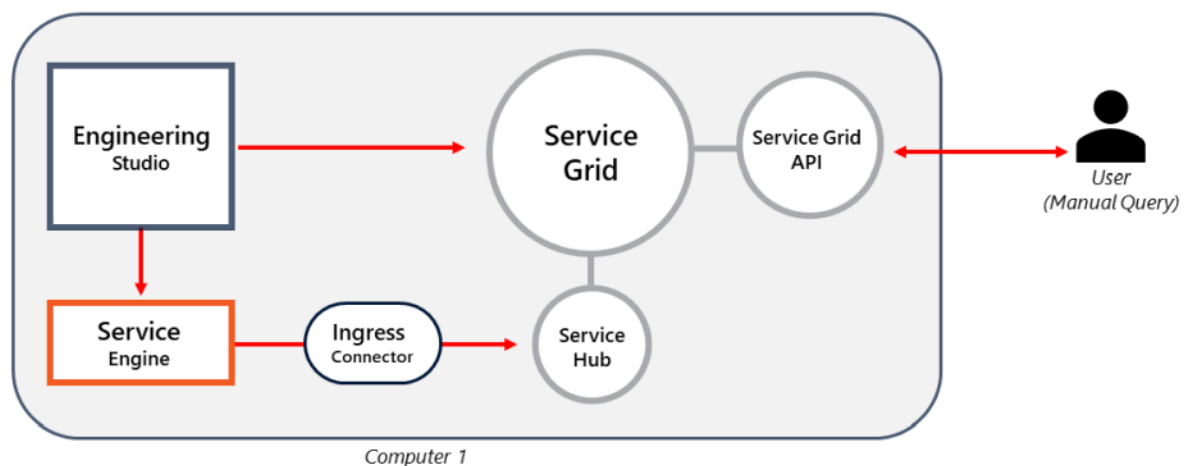 Engineering
Studio
Service
Grid
Service Grid
API
User
(Manual Query)
Service
Engine
Ingress
Connector
Service
Hub
Computer 1